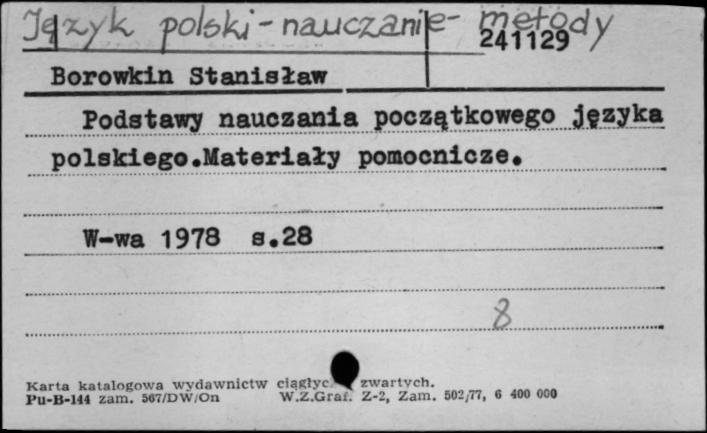 Język polski - nauczanie - metody
241129
Borowkin Stanisław
Podstawy nauczania początkowego języka
polskiego.Materiały pomocnicze.
W-wa 1978 s.28
8
Karta katalogowa wydawnictw zwartych.
Pu-B-144 zam. 567/DW/On W.Z.Graf. Z-2, Zam. 502/77, 6 400 000